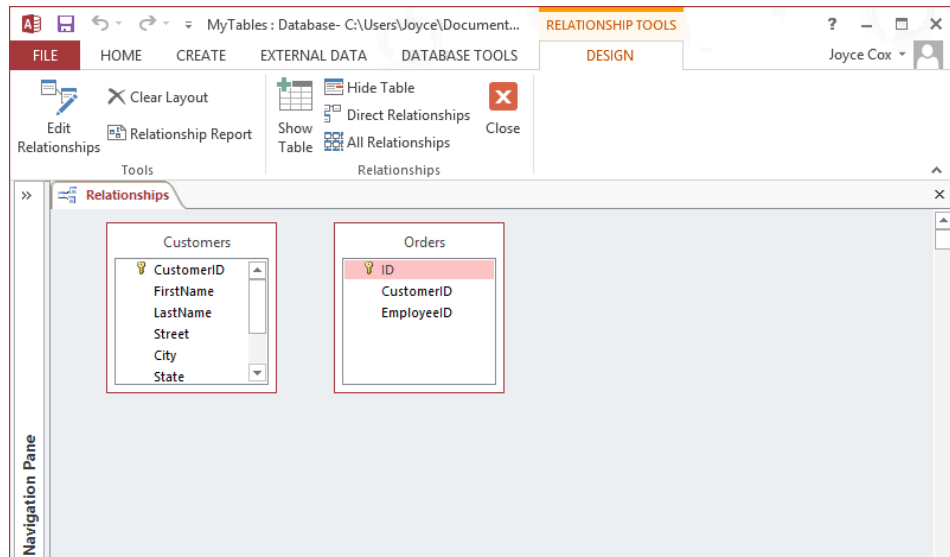 MyTables : Database- C:\Users\Joyce\Document... RELATIONSHIP TOOLS ?
FILE HOME CREATE EXTERNAL DATA DATABASE TOOLS DESIGN Joyce Cox
Edit Relationships
Clear Layout
Relationship Report
Tools
Show Table
Hide Table
Direct Relationships
All Relationships
Close
Relationships
Relationships
Navigation Pane
Customers
CustomerID
FirstName
LastName
Street
City
State
Orders
ID
CustomerID
EmployeeID